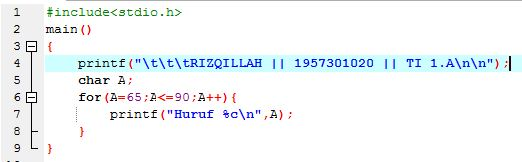 1 #include<stdio.h>
2 main()
3 {
4 printf("\t\t\tRIZQILLAH || 1957301020 || TI 1.A\n\n");
5 char A;
6 for(A=65;A<=90;A++){
7 printf("Huruf %c\n",A);
8 }
9 }